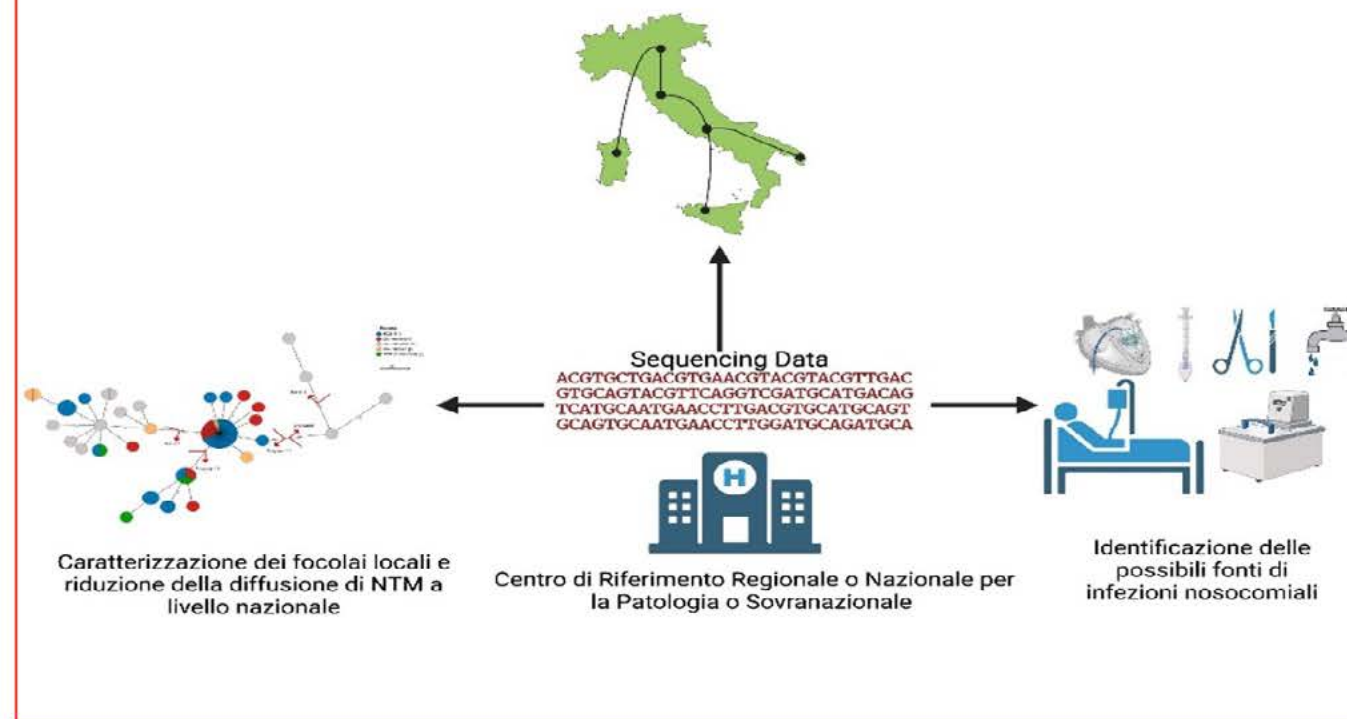 Sequencing Data
ACGTGCTGACGTGAACGTACGTACGTTGAC
GTGCAGTACGTTCAGGTCGATGCATGACAG
TCATGCAATGAACCTTGACGTGCATGCAGT
GCAGTGCAATGAACCTTGGATGCAGATGCA
H
Caratterizzazione dei focolai locali e
riduzione della diffusione di NTM a
livello nazionale
Centro di Riferimento Regionale o Nazionale per
la Patologia o Sovranazionale
Identificazione delle
possibili fonti di
infezioni nosocomiali